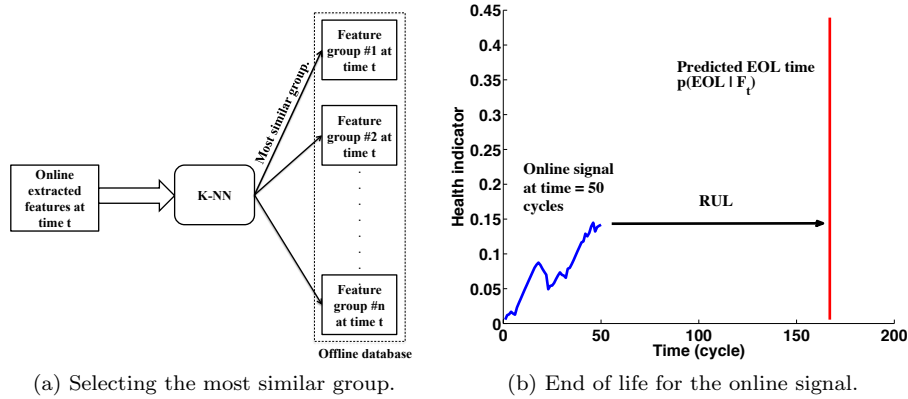 Feature
group #1 at
time t
Most similar group.
Feature
group #2 at
time t
Online
extracted
features at
time t
K-NN
.
.
.
.
.
.
.
Feature
group #n
at time t
Offline database
(a) Selecting the most similar group.
0.45
0.4
0.35
0.3
0.25
0.2
0.15
0.1
0.05
0
Health indicator
Predicted EOL time
p(EOL | Ft)
Online signal
at time = 50
cycles
RUL
0 50 100 150 200
Time (cycle)
(b) End of life for the online signal.